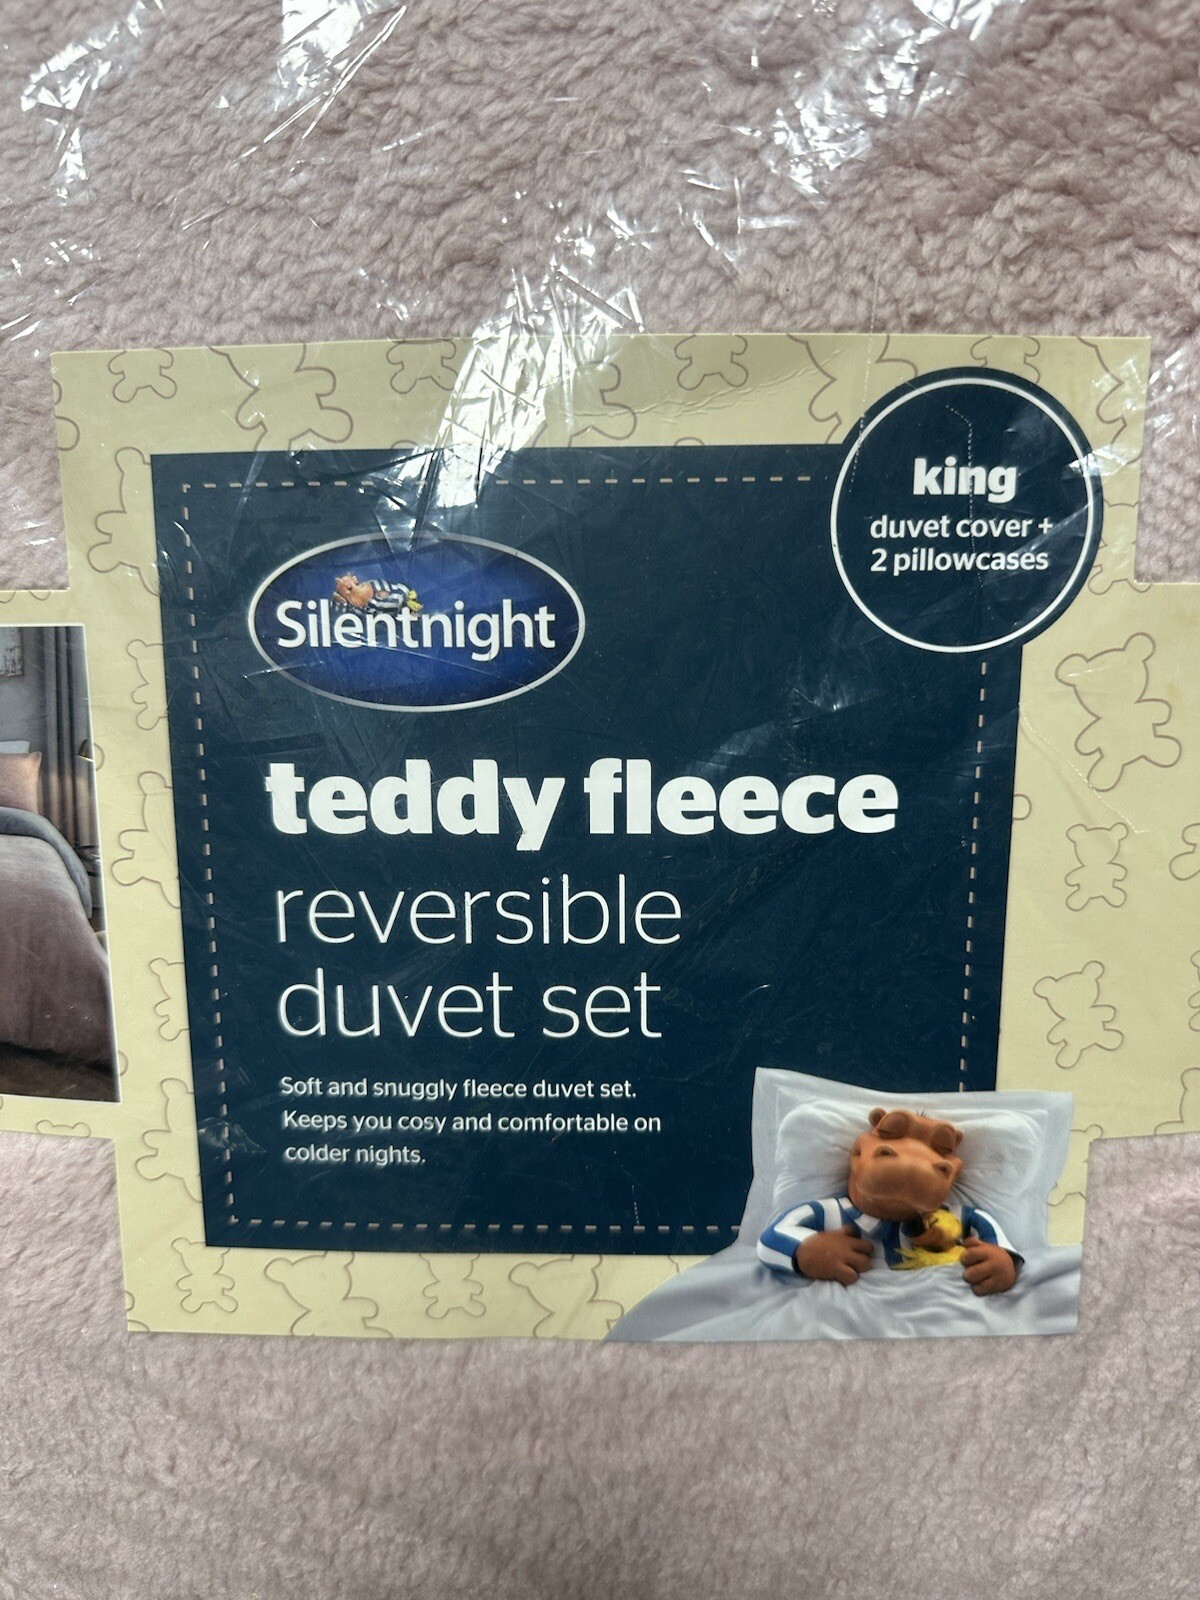 king
duvet cover +
2 pillowcases
Silentnight
teddy fleece
reversible
duvet set
Soft and snuggly fleece duvet set.
Keeps you cosy and comfortable on
colder nights.